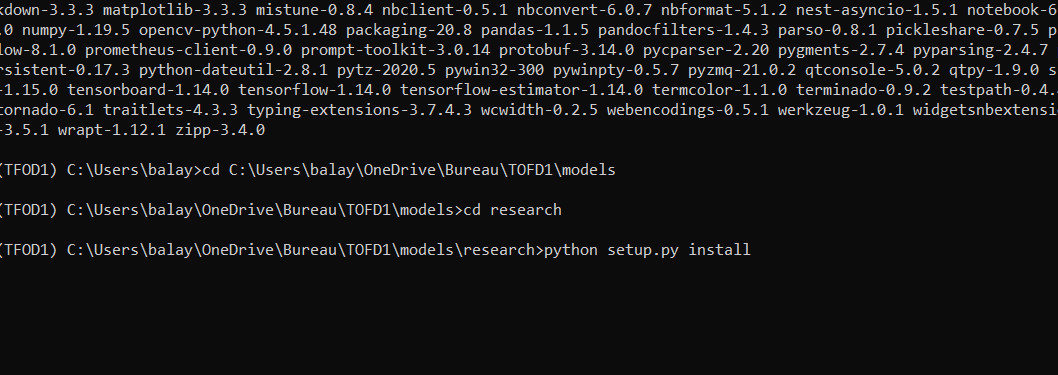 kdown-3.3.3 matplotlib-3.3.3 mistune-0.8.4 nbclient-0.5.1 nbconvert-6.0.7 nbformat-5.1.2 nest-asyncio-1.5.1 notebook-6
.0 numpy-1.19.5 opencv-python-4.5.1.48 packaging-20.8 pandas-1.1.5 pandocfilters-1.4.3 parso-0.8.1 pickleshare-0.7.5 p
low-8.1.0 prometheus-client-0.9.0 prompt-toolkit-3.0.14 protobuf-3.14.0 pycparser-2.20 pygments-2.7.4 pyparsing-2.4.7
rsistent-0.17.3 python-dateutil-2.8.1 pytz-2020.5 pywin32-300 pywinpty-0.5.7 pyzmq-21.0.2 qtconsole-5.0.2 qtpy-1.9.0 s
-1.15.0 tensorboard-1.14.0 tensorflow-1.14.0 tensorflow-estimator-1.14.0 termcolor-1.1.0 terminado-0.9.2 testpath-0.4.
tornado-6.1 traitlets-4.3.3 typing-extensions-3.7.4.3 wcwidth-0.2.5 webencodings-0.5.1 werkzeug-1.0.1 widgetsnbextensi
-3.5.1 wrapt-1.12.1 zipp-3.4.0
(TFOD1) C:\Users\balay>cd C:\Users\balay\OneDrive\Bureau\TOFD1\models
(TFOD1) C:\Users\balay\OneDrive\Bureau\TOFD1\models>cd research
(TFOD1) C:\Users\balay\OneDrive\Bureau\TOFD1\models\research>python setup.py install